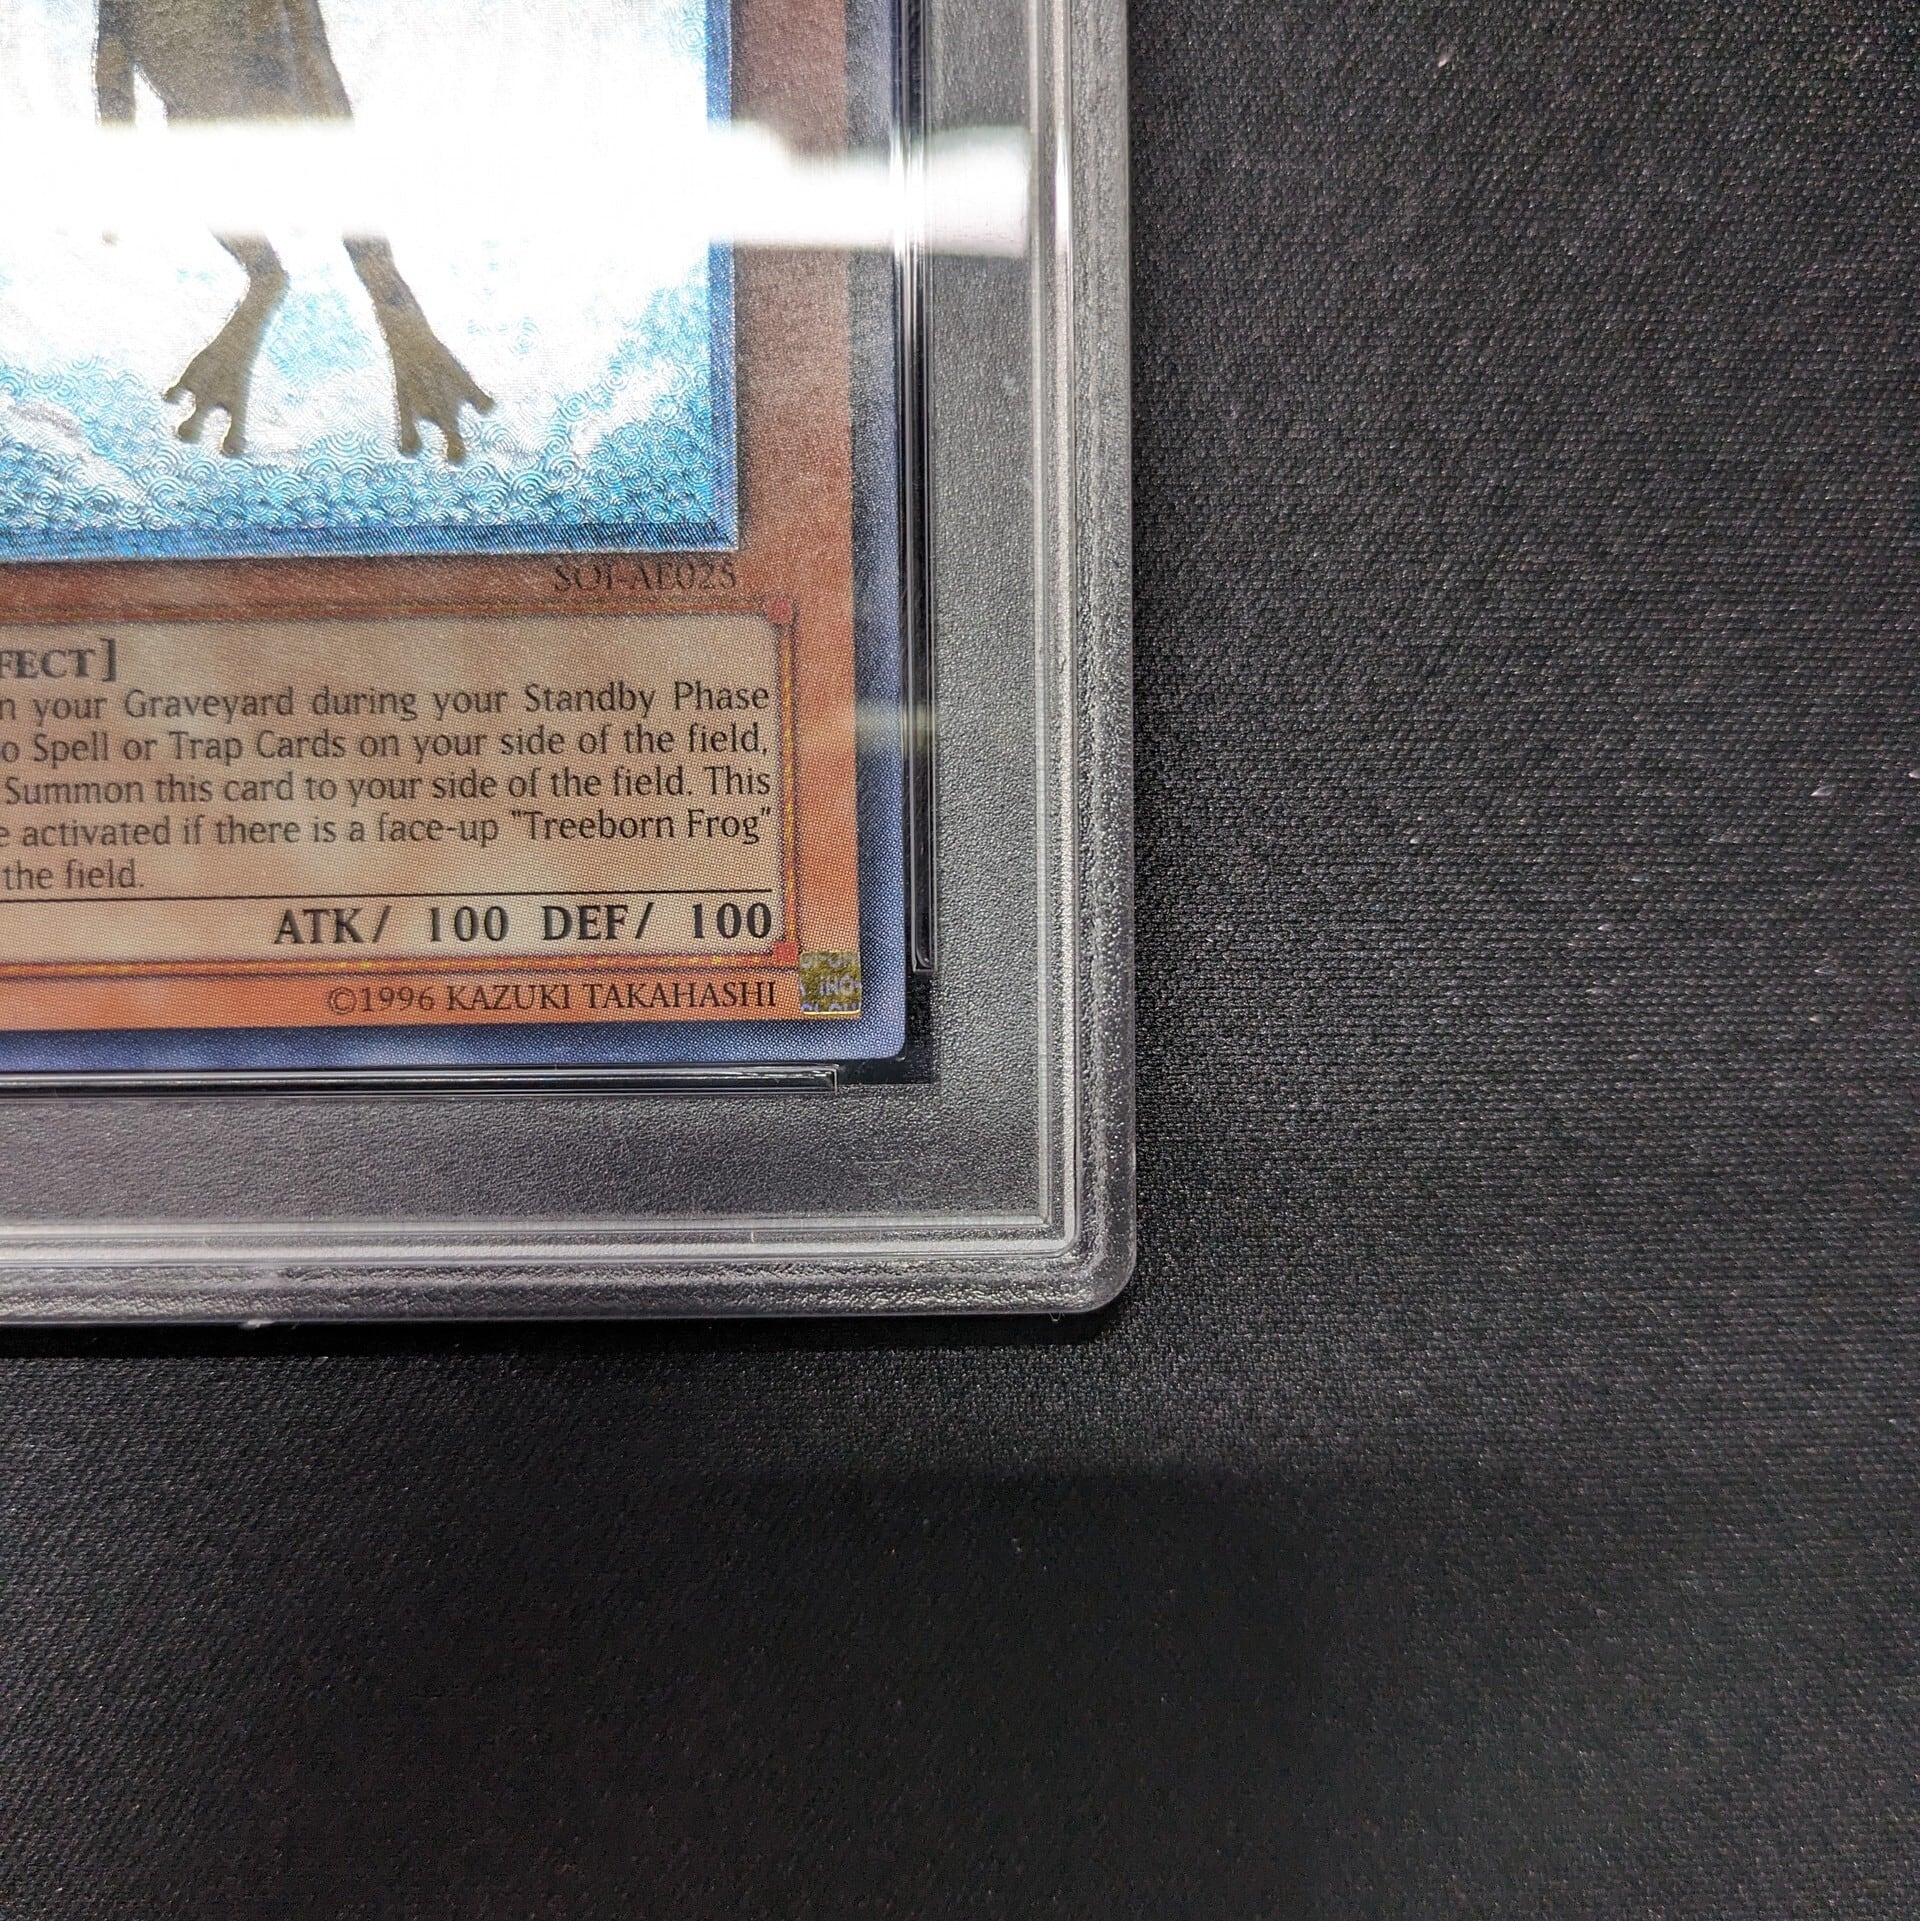 SOI-AE025
FECT]
n your Graveyard during your Standby Phase
o Spell or Trap Cards on your side of the field,
Summon this card to your side of the field. This
e activated if there is a face-up "Treeborn Frog"
the field.
ATK/ 100 DEF/ 100
©1996 KAZUKI TAKAHASHI